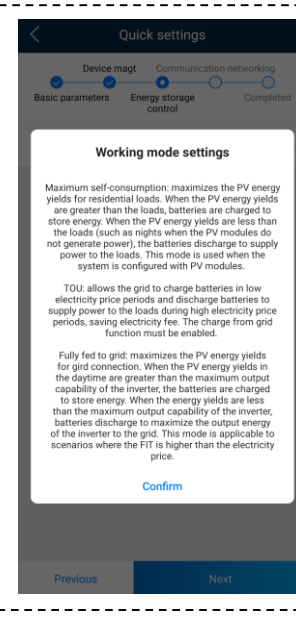 Quick settings
Device magt Communication networking
Basic parameters Energy storage Completed
control
Working mode settings
Maximum self-consumption: maximizes the PV energy
yields for residential loads. When the PV energy yields
are greater than the loads, batteries are charged to
store energy. When the PV energy yields are less than
the loads (such as nights when the PV modules do
not generate power), the batteries discharge to supply
power to the loads. This mode is used when the
system is configured with PV modules.
TOU: allows the grid to charge batteries in low
electricity price periods and discharge batteries to
supply power to the loads during high electricity price
periods, saving electricity fee. The charge from grid
function must be enabled.
Fully fed to grid: maximizes the PV energy yields
for gird connection. When the PV energy yields in
the daytime are greater than the maximum output
capability of the inverter, the batteries are charged
to store energy. When the energy yields are less
than the maximum output capability of the inverter,
batteries discharge to maximize the output energy
of the inverter to the grid. This mode is applicable to
scenarios where the FIT is higher than the electricity
price.
Confirm
Previous Next